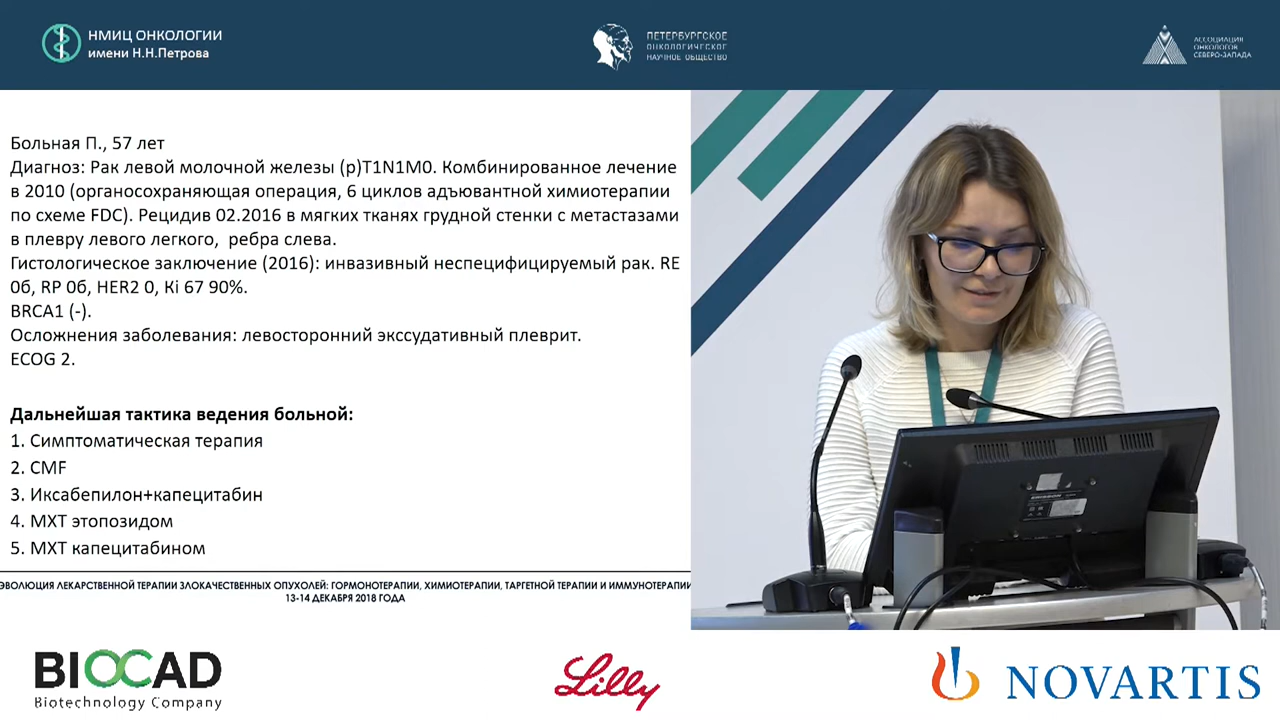 НМИЦ ОНКОЛОГИИ
имени Н.Н.Петрова
ПЕТЕРБУРГСКОЕ
ОНКОЛОГИЧЕСКОЕ
НАУЧНОЕ ОБЩЕСТВО
АССОЦИАЦИЯ
ОНКОЛОГОВ
СЕВЕРО-ЗАПАДА
Больная П., 57 лет
Диагноз: Рак левой молочной железы (p)T1N1M0. Комбинированное лечение
в 2010 (органосохраняющая операция, 6 циклов адъювантной химиотерапии
по схеме FDC). Рецидив 02.2016 в мягких тканях грудной стенки с метастазами
в плевру левого легкого, ребра слева.
Гистологическое заключение (2016): инвазивный неспецифицируемый рак. RE
0б, RP 0б, HER2 0, Ki 67 90%.
BRCA1 (-).
Осложнения заболевания: левосторонний экссудативный плеврит.
ECOG 2.
Дальнейшая тактика ведения больной:
1. Симптоматическая терапия
2. CMF
3. Иксабепилон+капецитабин
4. МХТ этопозидом
5. МХТ капецитабином
ЭВОЛЮЦИЯ ЛЕКАРСТВЕННОЙ ТЕРАПИИ ЗЛОКАЧЕСТВЕННЫХ ОПУХОЛЕЙ: ГОРМОНОТЕРАПИИ, ХИМИОТЕРАПИИ, ТАРГЕТНОЙ ТЕРАПИИ И ИММУНОТЕРАПИИ
13-14 ДЕКАБРЯ 2018 ГОДА
BIOCAD
Biotechnology Company
Lilly
NOVARTIS